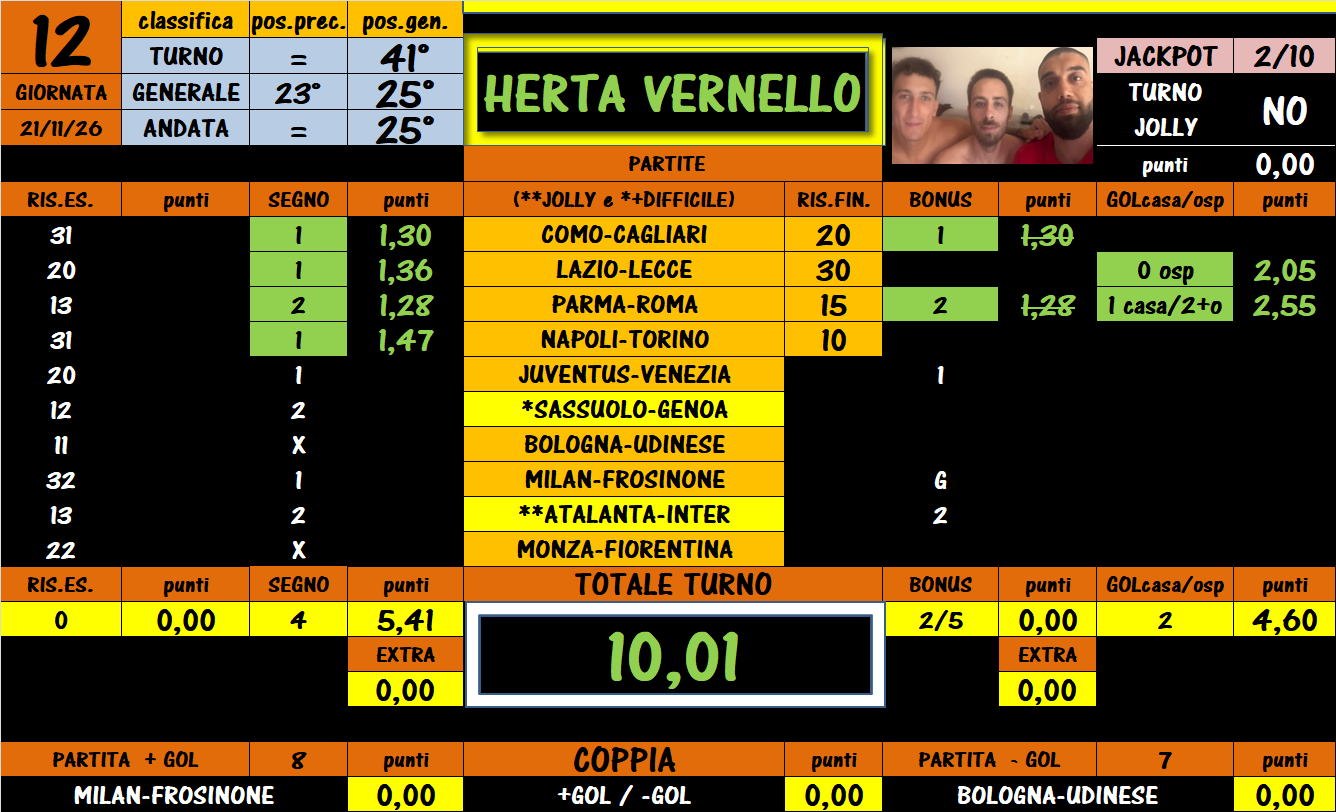 12 classifica pos.prec. pos.gen.
TURNO = 41°
GIORNATA GENERALE 23° 25°
21/11/26 ANDATA = 25°
HERTA VERNELLO
JACKPOT 2/10
TURNO JOLLY NO
punti 0,00
PARTITE
RIS.ES. punti SEGNO punti (**JOLLY e *+DIFFICILE) RIS.FIN. BONUS punti GOLcasa/osp punti
31 1 1,30 COMO-CAGLIARI 20 1 1,30
20 1 1,36 LAZIO-LECCE 30 0 osp 2,05
13 2 1,28 PARMA-ROMA 15 2 1,28 1 casa/2+o 2,55
31 1 1,47 NAPOLI-TORINO 10
20 1 JUVENTUS-VENEZIA 1
12 2 *SASSUOLO-GENOA
11 X BOLOGNA-UDINESE
32 1 MILAN-FROSINONE G
13 2 **ATALANTA-INTER 2
22 X MONZA-FIORENTINA
RIS.ES. punti SEGNO punti TOTALE TURNO BONUS punti GOLcasa/osp punti
0 0,00 4 5,41 2/5 0,00 2 4,60
EXTRA 10,01 EXTRA
0,00 0,00
PARTITA + GOL 8 punti COPPIA punti PARTITA - GOL 7 punti
MILAN-FROSINONE 0,00 +GOL / -GOL 0,00 BOLOGNA-UDINESE 0,00